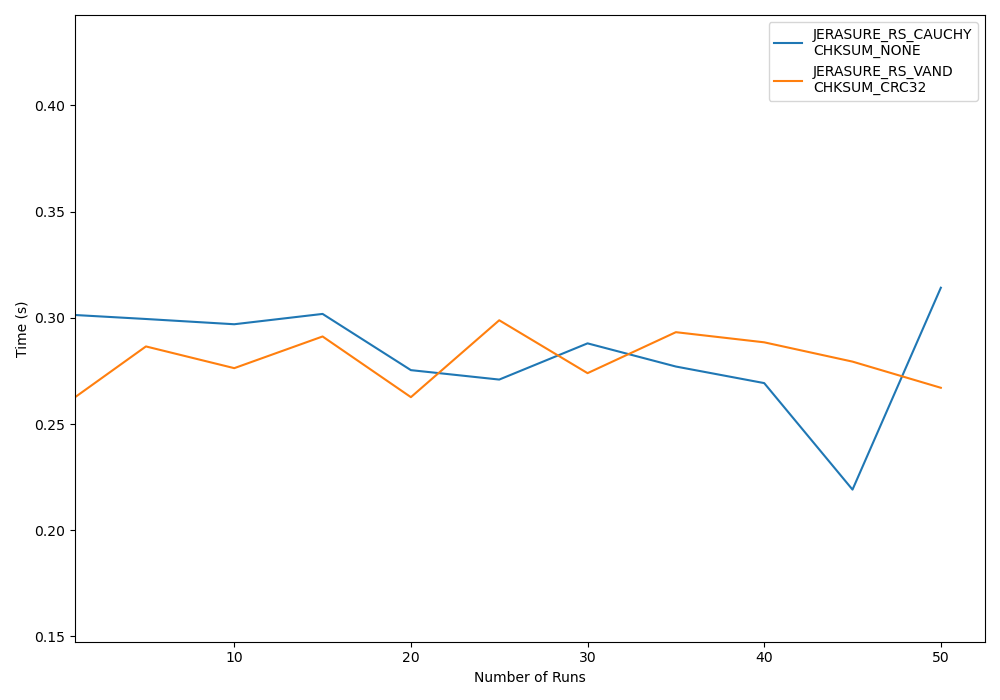 JERASURE_RS_CAUCHY
CHKSUM_NONE
JERASURE_RS_VAND
CHKSUM_CRC32
0.40
0.35
0.30
0.25
0.20
0.15
Time (s)
10 20 30 40 50
Number of Runs